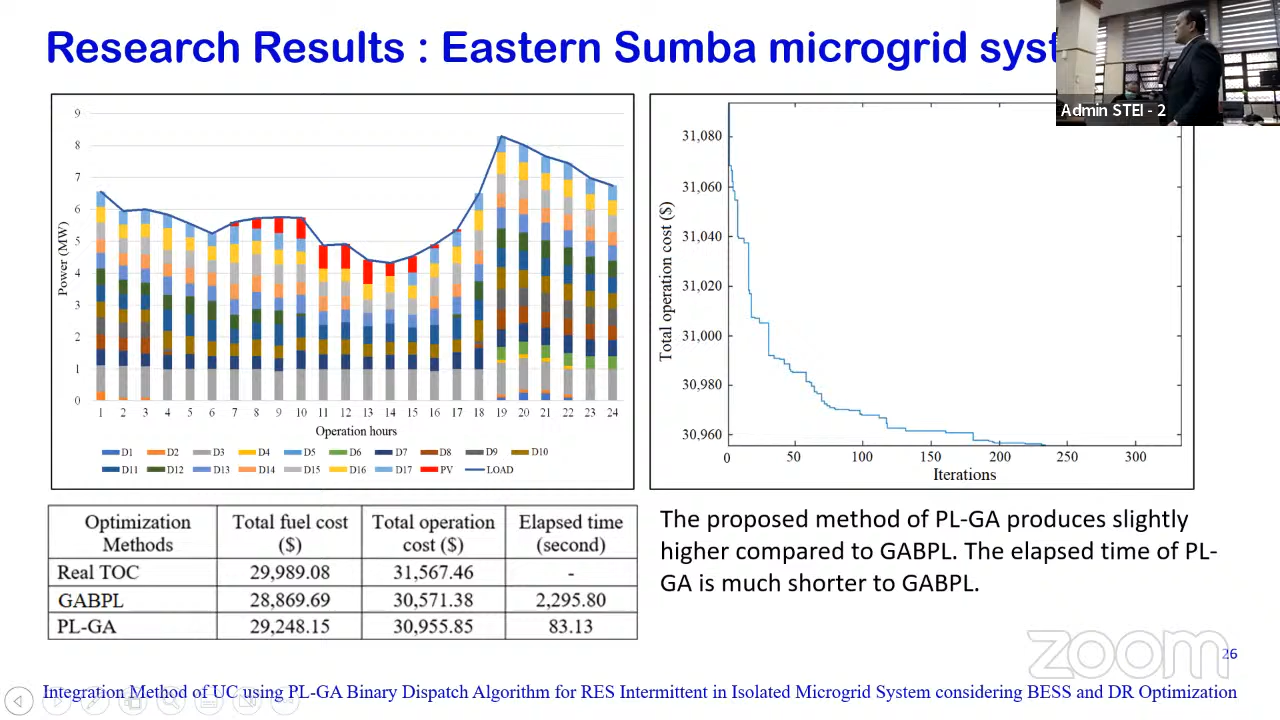 Research Results : Eastern Sumba microgrid
Admin STEI - 2
9
8
7
6
5
4
3
2
1
0
Power (MW)
1 2 3 4 5 6 7 8 9 10 11 12 13 14 15 16 17 18 19 20 21 22 23 24
Operation hours
D1 D2 D3 D4 D5 D6 D7 D8 D9 D10
D11 D12 D13 D14 D15 D16 D17 PV LOAD
31,080
31,060
31,040
31,020
31,000
30,980
30,960
Total operation cost ($)
0 50 100 150 200 250 300
Iterations
Optimization Methods Total fuel cost ($) Total operation cost ($) Elapsed time (second)
Real TOC 29,989.08 31,567.46 -
GABPL 28,869.69 30,571.38 2,295.80
PL-GA 29,248.15 30,955.85 83.13
The proposed method of PL-GA produces slightly
higher compared to GABPL. The elapsed time of PL-
GA is much shorter to GABPL.
zoom
26
Integration Method of UC using PL-GA Binary Dispatch Algorithm for RES Intermittent in Isolated Microgrid System considering BESS and DR Optimization